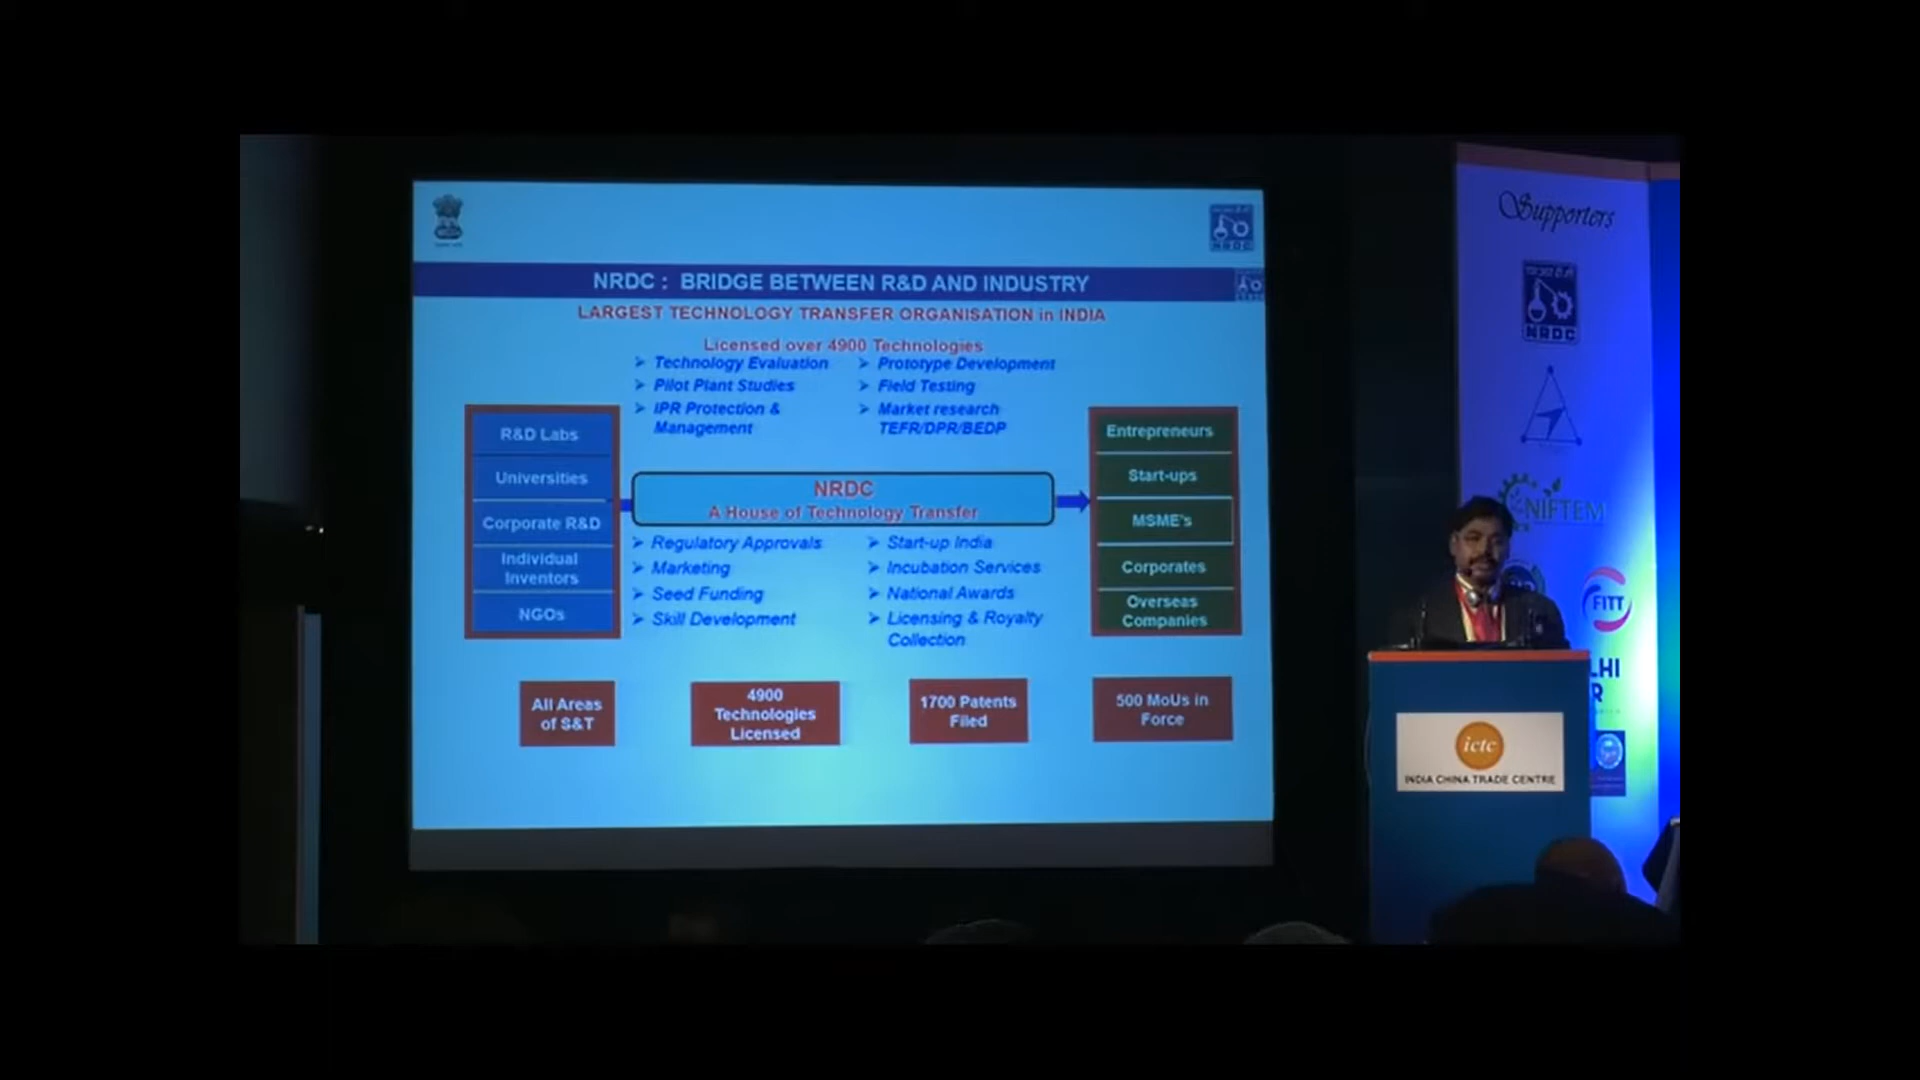 NRDC
NRDC : BRIDGE BETWEEN R&D AND INDUSTRY
LARGEST TECHNOLOGY TRANSFER ORGANISATION in INDIA
Licensed over 4900 Technologies
➢ Technology Evaluation
➢ Pilot Plant Studies
➢ IPR Protection &
Management
➢ Prototype Development
➢ Field Testing
➢ Market research
TEFR/DPR/BEDP
R&D Labs
Universities
Corporate R&D
Individual
Inventors
NGOs
NRDC
A House of Technology Transfer
Entrepreneurs
Start-ups
MSME's
Corporates
Overseas
Companies
➢ Regulatory Approvals
➢ Marketing
➢ Seed Funding
➢ Skill Development
➢ Start-up India
➢ Incubation Services
➢ National Awards
➢ Licensing & Royalty
Collection
All Areas
of S&T
4900
Technologies
Licensed
1700 Patents
Filed
500 MoUs in
Force
Supporters
NRDC
NIFTEM
FITT
LHI
R
ictc
INDIA CHINA TRADE CENTRE